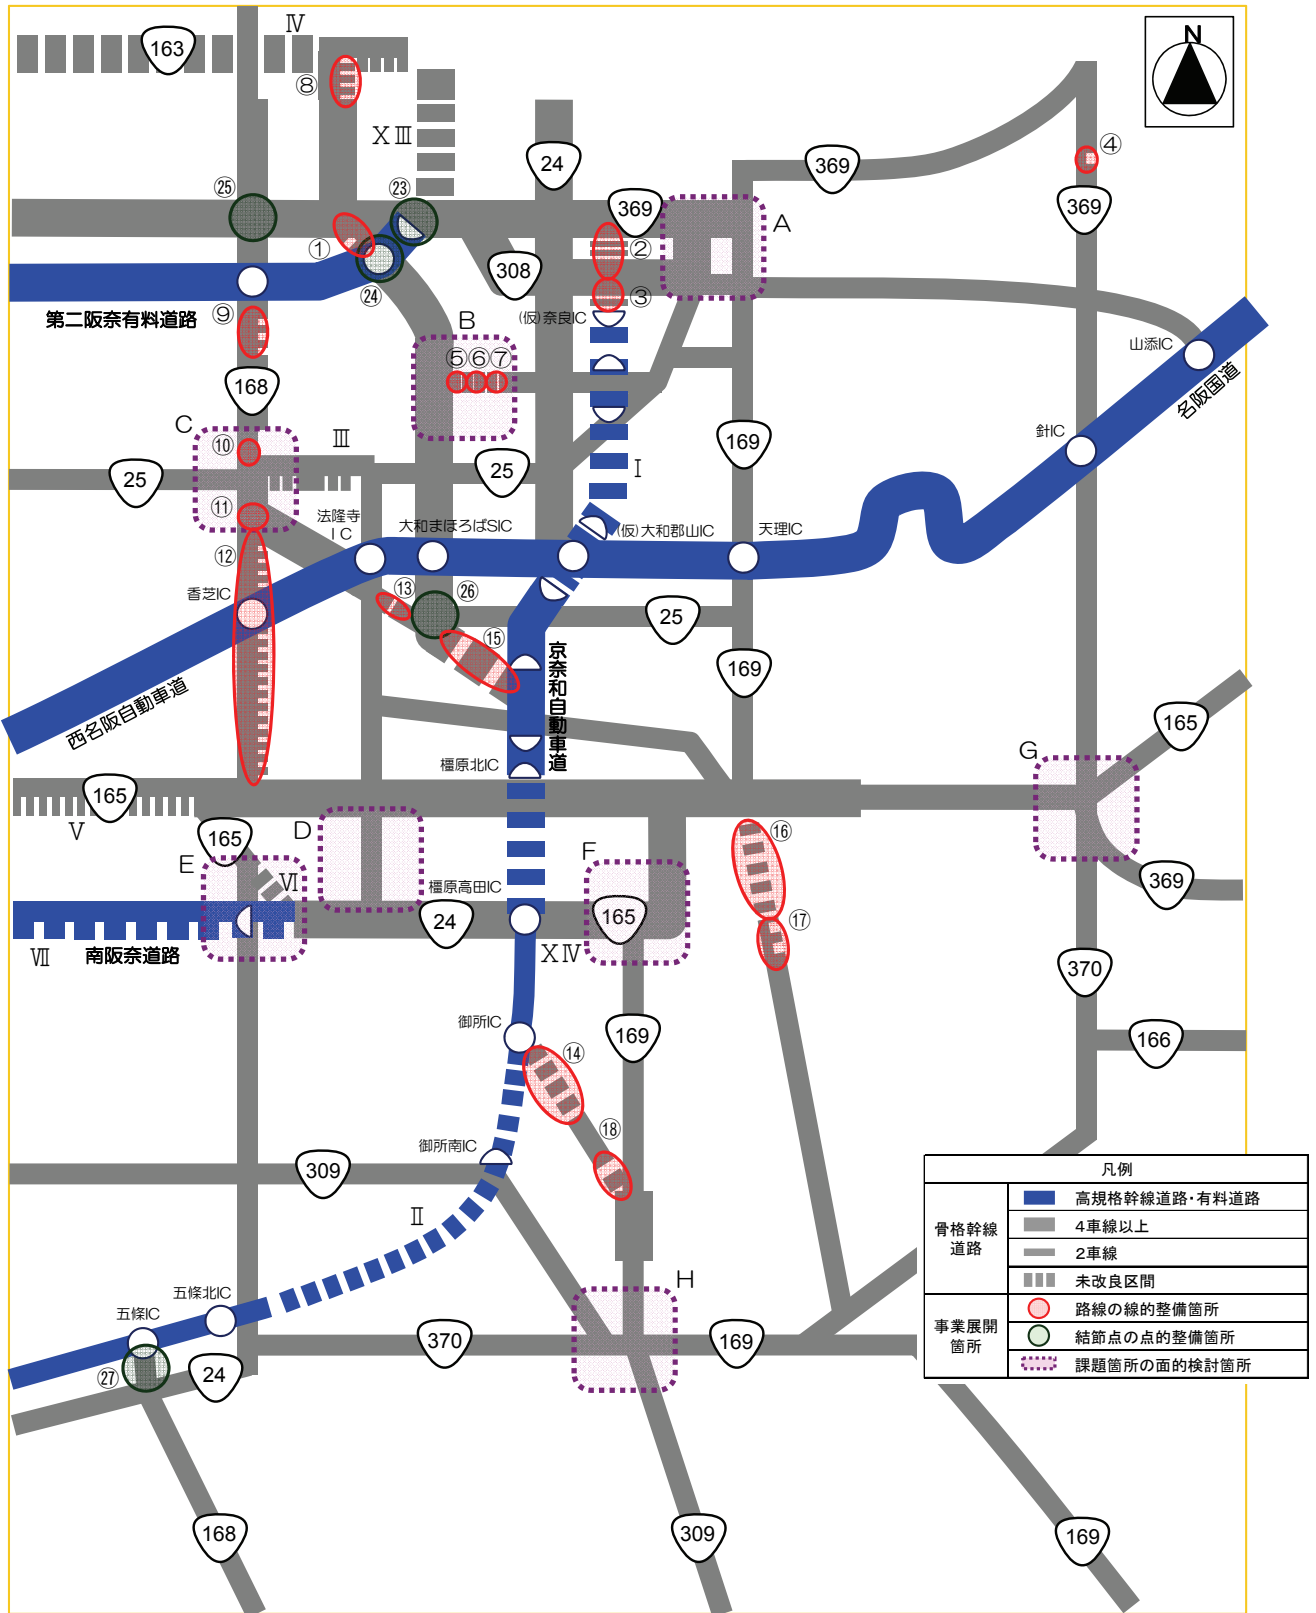 Ⅳ
N
163
⑧
ⅩⅢ
④
24
369
369
㉕
㉓
369
A
①
②
308
㉔
③
⑨
第二阪奈有料道路
(仮)奈良IC
B
山添IC
⑤⑥⑦
168
名阪国道
C
Ⅲ
⑩
169
針IC
25
25
Ⅰ
⑪
法隆寺
IC
大和まほろばSIC
(仮)大和郡山IC
天理IC
⑫
香芝IC
⑬
㉖
25
⑮
京奈和自動車道
169
西名阪自動車道
165
G
橿原北IC
165
Ⅴ
165
D
⑯
E
F
Ⅵ
橿原高田IC
369
24
165
⑰
Ⅶ
南阪奈道路
ⅩⅣ
370
御所IC
169
166
⑭
⑱
御所南IC
309
Ⅱ
凡例
骨格幹線
道路
高規格幹線道路・有料道路
4車線以上
2車線
未改良区間
事業展開
箇所
路線の線的整備箇所
結節点の点的整備箇所
課題箇所の面的検討箇所
五條北IC
五條IC
H
370
169
㉗
24
168
309
169